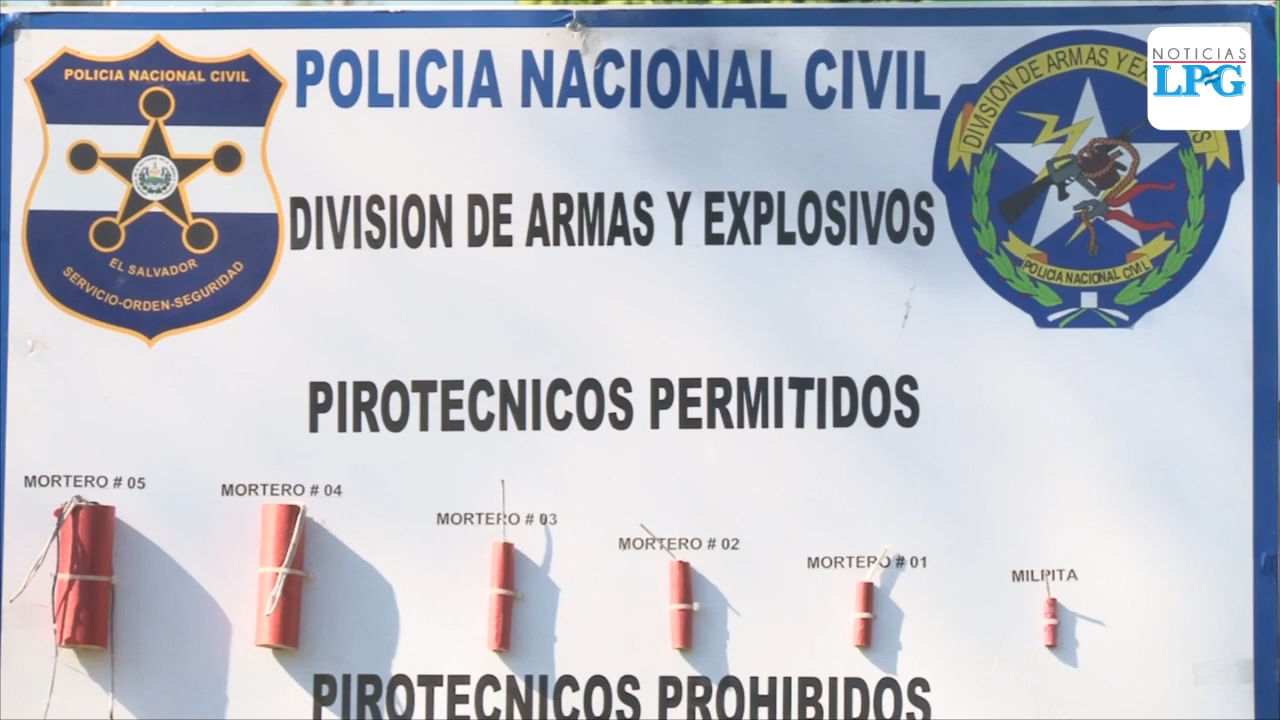 NOTICIAS
LPG
POLICIA NACIONAL CIVIL
POLICIA NACIONAL CIVIL
EL SALVADOR
SERVICIO-ORDEN-SEGURIDAD
DIVISION DE ARMAS Y
POLICIA NACIONAL CIVIL
DIVISION DE ARMAS Y EXPLOSIVOS
PIROTECNICOS PERMITIDOS
MORTERO # 05
MORTERO # 04
MORTERO # 03
MORTERO # 02
MORTERO # 01
MILPITA
PIROTECNICOS PROHIBIDOS